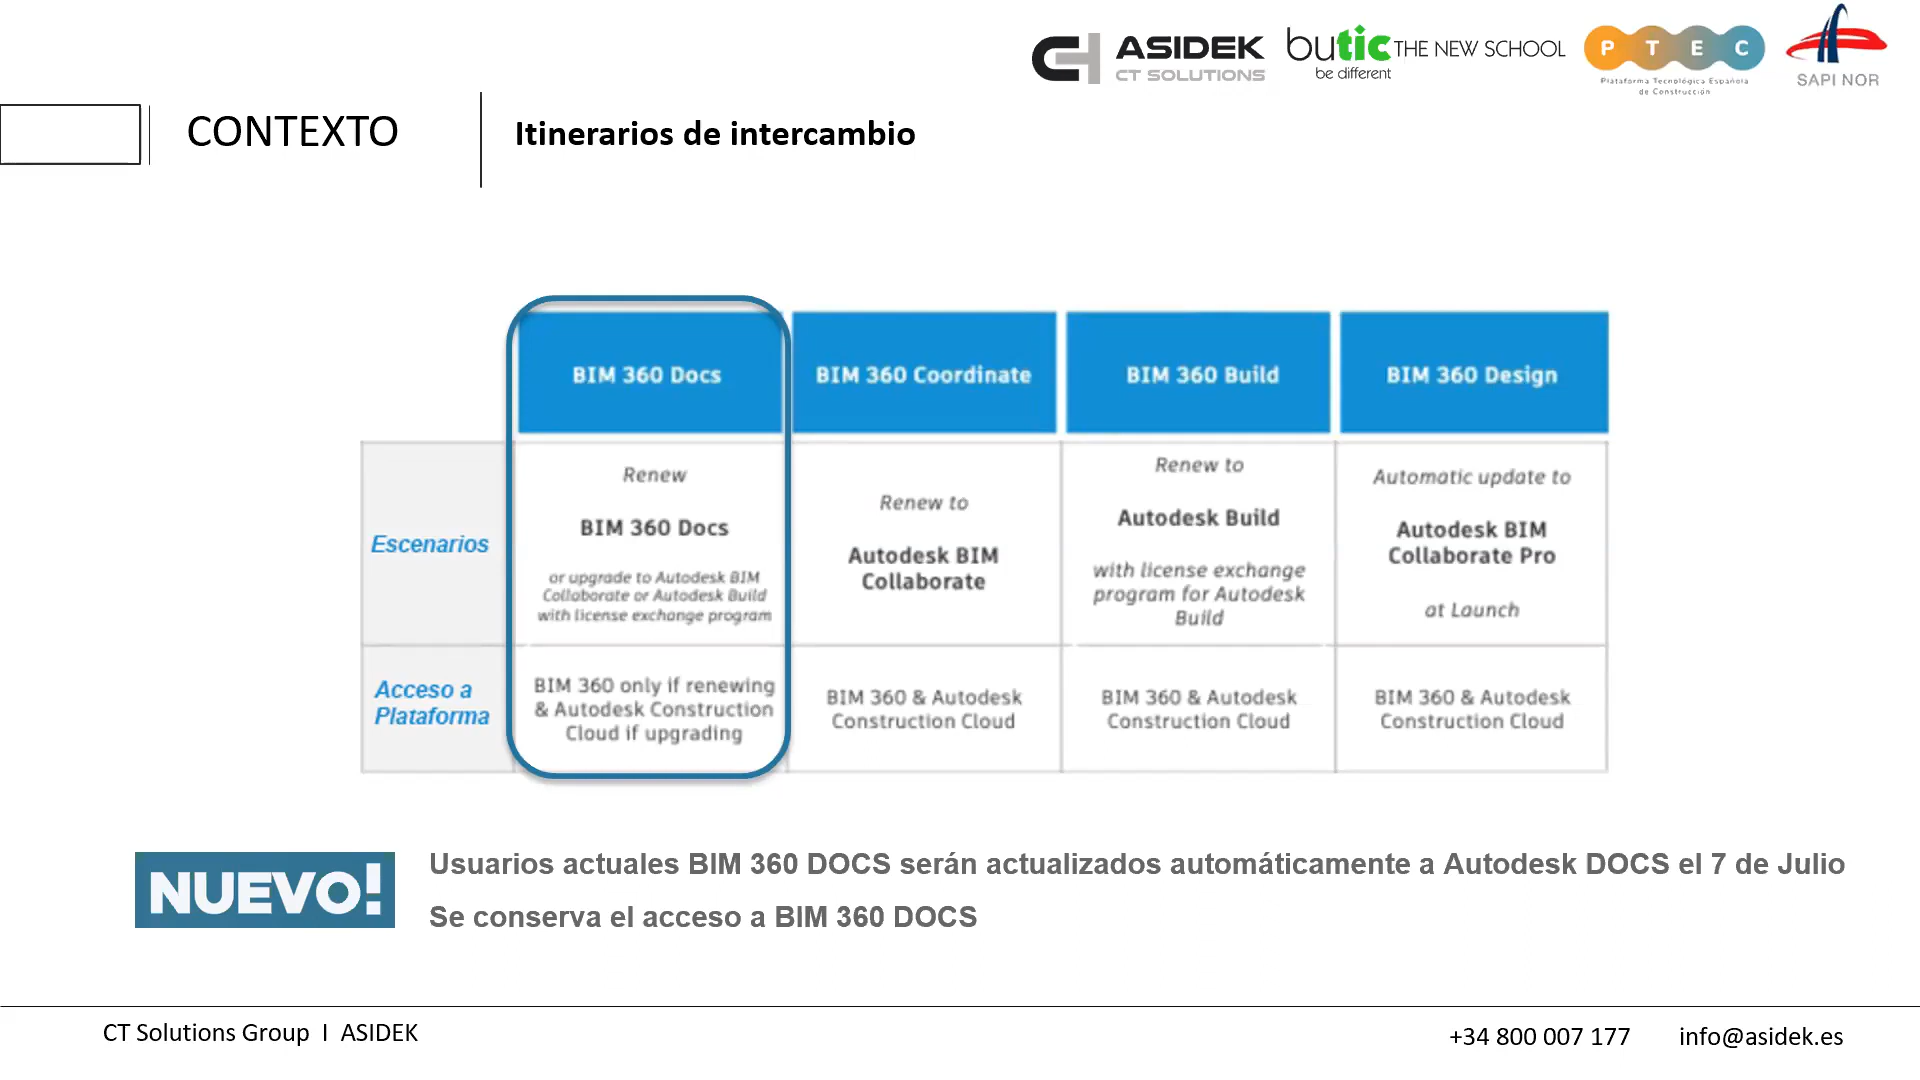 ASIDEK
CT SOLUTIONS
butic THE NEW SCHOOL
be different
P T E C
Plataforma Tecnológica Española
de Construcción
SAPI NOR
CONTEXTO
Itinerarios de intercambio
BIM 360 Docs
BIM 360 Coordinate
BIM 360 Build
BIM 360 Design
Escenarios
Renew
BIM 360 Docs
or upgrade to Autodesk BIM
Collaborate or Autodesk Build
with license exchange program
Renew to
Autodesk BIM
Collaborate
Renew to
Autodesk Build
with license exchange
program for Autodesk
Build
Automatic update to
Autodesk BIM
Collaborate Pro
at Launch
Acceso a
Plataforma
BIM 360 only if renewing
& Autodesk Construction
Cloud if upgrading
BIM 360 & Autodesk
Construction Cloud
BIM 360 & Autodesk
Construction Cloud
BIM 360 & Autodesk
Construction Cloud
NUEVO!
Usuarios actuales BIM 360 DOCS serán actualizados automáticamente a Autodesk DOCS el 7 de Julio
Se conserva el acceso a BIM 360 DOCS
CT Solutions Group I ASIDEK
+34 800 007 177
info@asidek.es